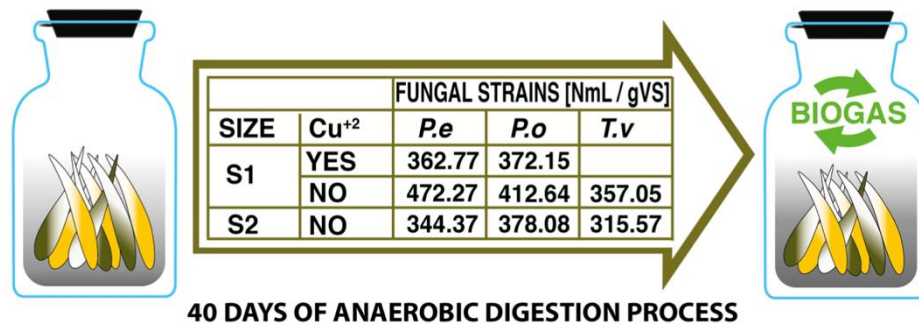 FUNGAL STRAINS [NmL / gVS]
SIZE Cu⁺² P.e P.o T.v
S1 YES 362.77 372.15
NO 472.27 412.64 357.05
S2 NO 344.37 378.08 315.57
BIOGAS
40 DAYS OF ANAEROBIC DIGESTION PROCESS